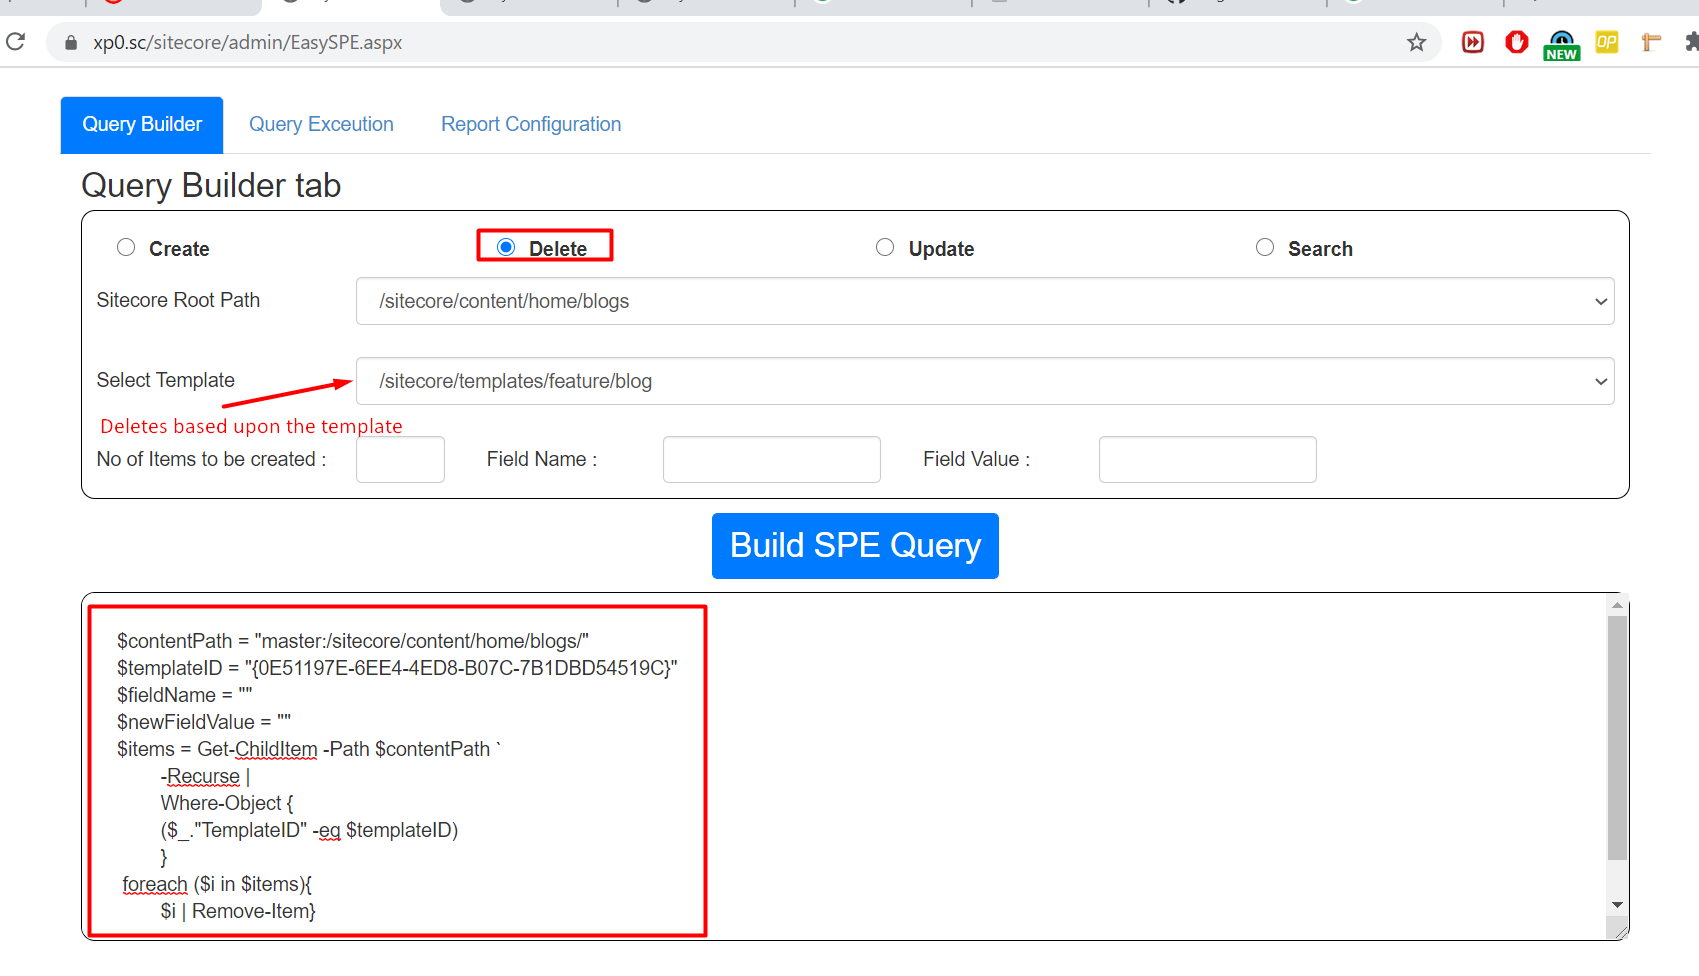 xp0.sc/sitecore/admin/EasySPE.aspx
OP
NEW
Query Builder Query Exceution Report Configuration
Query Builder tab
Create Delete Update Search
Sitecore Root Path /sitecore/content/home/blogs
Select Template /sitecore/templates/feature/blog
Deletes based upon the template
No of Items to be created : Field Name : Field Value :
Build SPE Query
$contentPath = "master:/sitecore/content/home/blogs/"
$templateID = "{0E51197E-6EE4-4ED8-B07C-7B1DBD54519C}"
$fieldName = ""
$newFieldValue = ""
$items = Get-ChildItem -Path $contentPath `
-Recurse |
Where-Object {
($_."TemplateID" -eq $templateID)
}
foreach ($i in $items){
$i | Remove-Item}